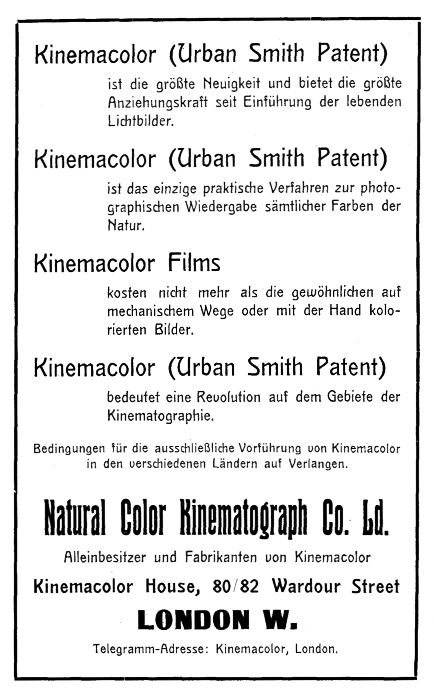 Kinemacolor (Urban Smith Patent)
ist die größte Neuigkeit und bietet die größte
Anziehungskraft seit Einführung der lebenden
Lichtbilder.
Kinemacolor (Urban Smith Patent)
ist das einzige praktische Verfahren zur photo-
graphischen Wiedergabe sämtlicher Farben der
Natur.
Kinemacolor Films
kosten nicht mehr als die gewöhnlichen auf
mechanischem Wege oder mit der Hand kolo-
rierten Bilder.
Kinemacolor (Urban Smith Patent)
bedeutet eine Revolution auf dem Gebiete der
Kinematographie.
Bedingungen für die ausschließliche Vorführung von Kinemacolor
in den verschiedenen Ländern auf Verlangen.
Natural Color Kinematograph Co. Ld.
Alleinbesitzer und Fabrikanten von Kinemacolor
Kinemacolor House, 80/82 Wardour Street
LONDON W.
Telegramm-Adresse: Kinemacolor, London.